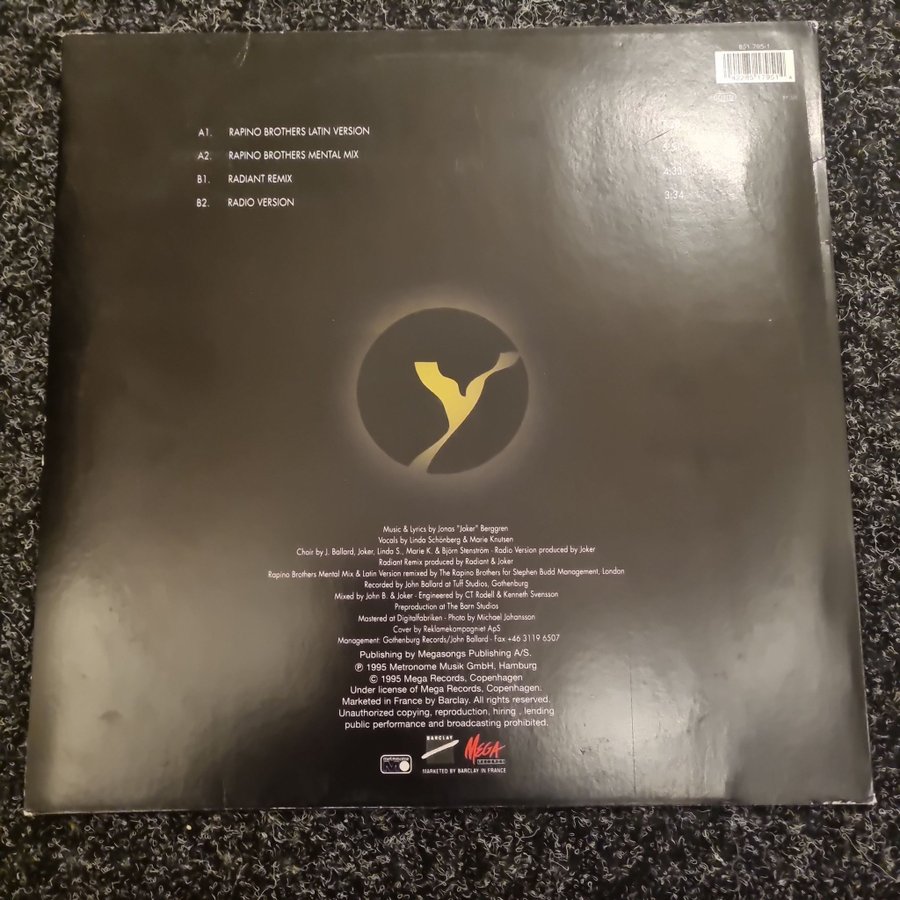 851 795-1
A1. RAPINO BROTHERS LATIN VERSION
A2. RAPINO BROTHERS MENTAL MIX
B1. RADIANT REMIX 4:33
B2. RADIO VERSION 3:34
Music & Lyrics by Jonas "Joker" Berggren
Vocals by Linda Schönberg & Marie Knutsen
Choir by J. Ballard, Joker, Linda S., Marie K. & Björn Stenström · Radio Version produced by Joker
Radiant Remix produced by Radiant & Joker
Rapino Brothers Mental Mix & Latin Version remixed by The Rapino Brothers for Stephen Budd Management, London
Recorded by John Ballard at Tuff Studios, Gothenburg
Mixed by John B. & Joker · Engineered by CT Rodell & Kenneth Svensson
Preproduction at The Barn Studios
Mastered at Digitalfabriken · Photo by Michael Johansson
Cover by Reklamekampagniet ApS
Management: Gothenburg Records/John Ballard · Fax +46 3119 6507
Publishing by Megasongs Publishing A/S.
℗ 1995 Metronome Musik GmbH, Hamburg
© 1995 Mega Records, Copenhagen
Under license of Mega Records, Copenhagen.
Marketed in France by Barclay. All rights reserved.
Unauthorized copying, reproduction, hiring , lending
public performance and broadcasting prohibited.
BARCLAY
MEGA
RECORDS
MARKETED BY BARCLAY IN FRANCE